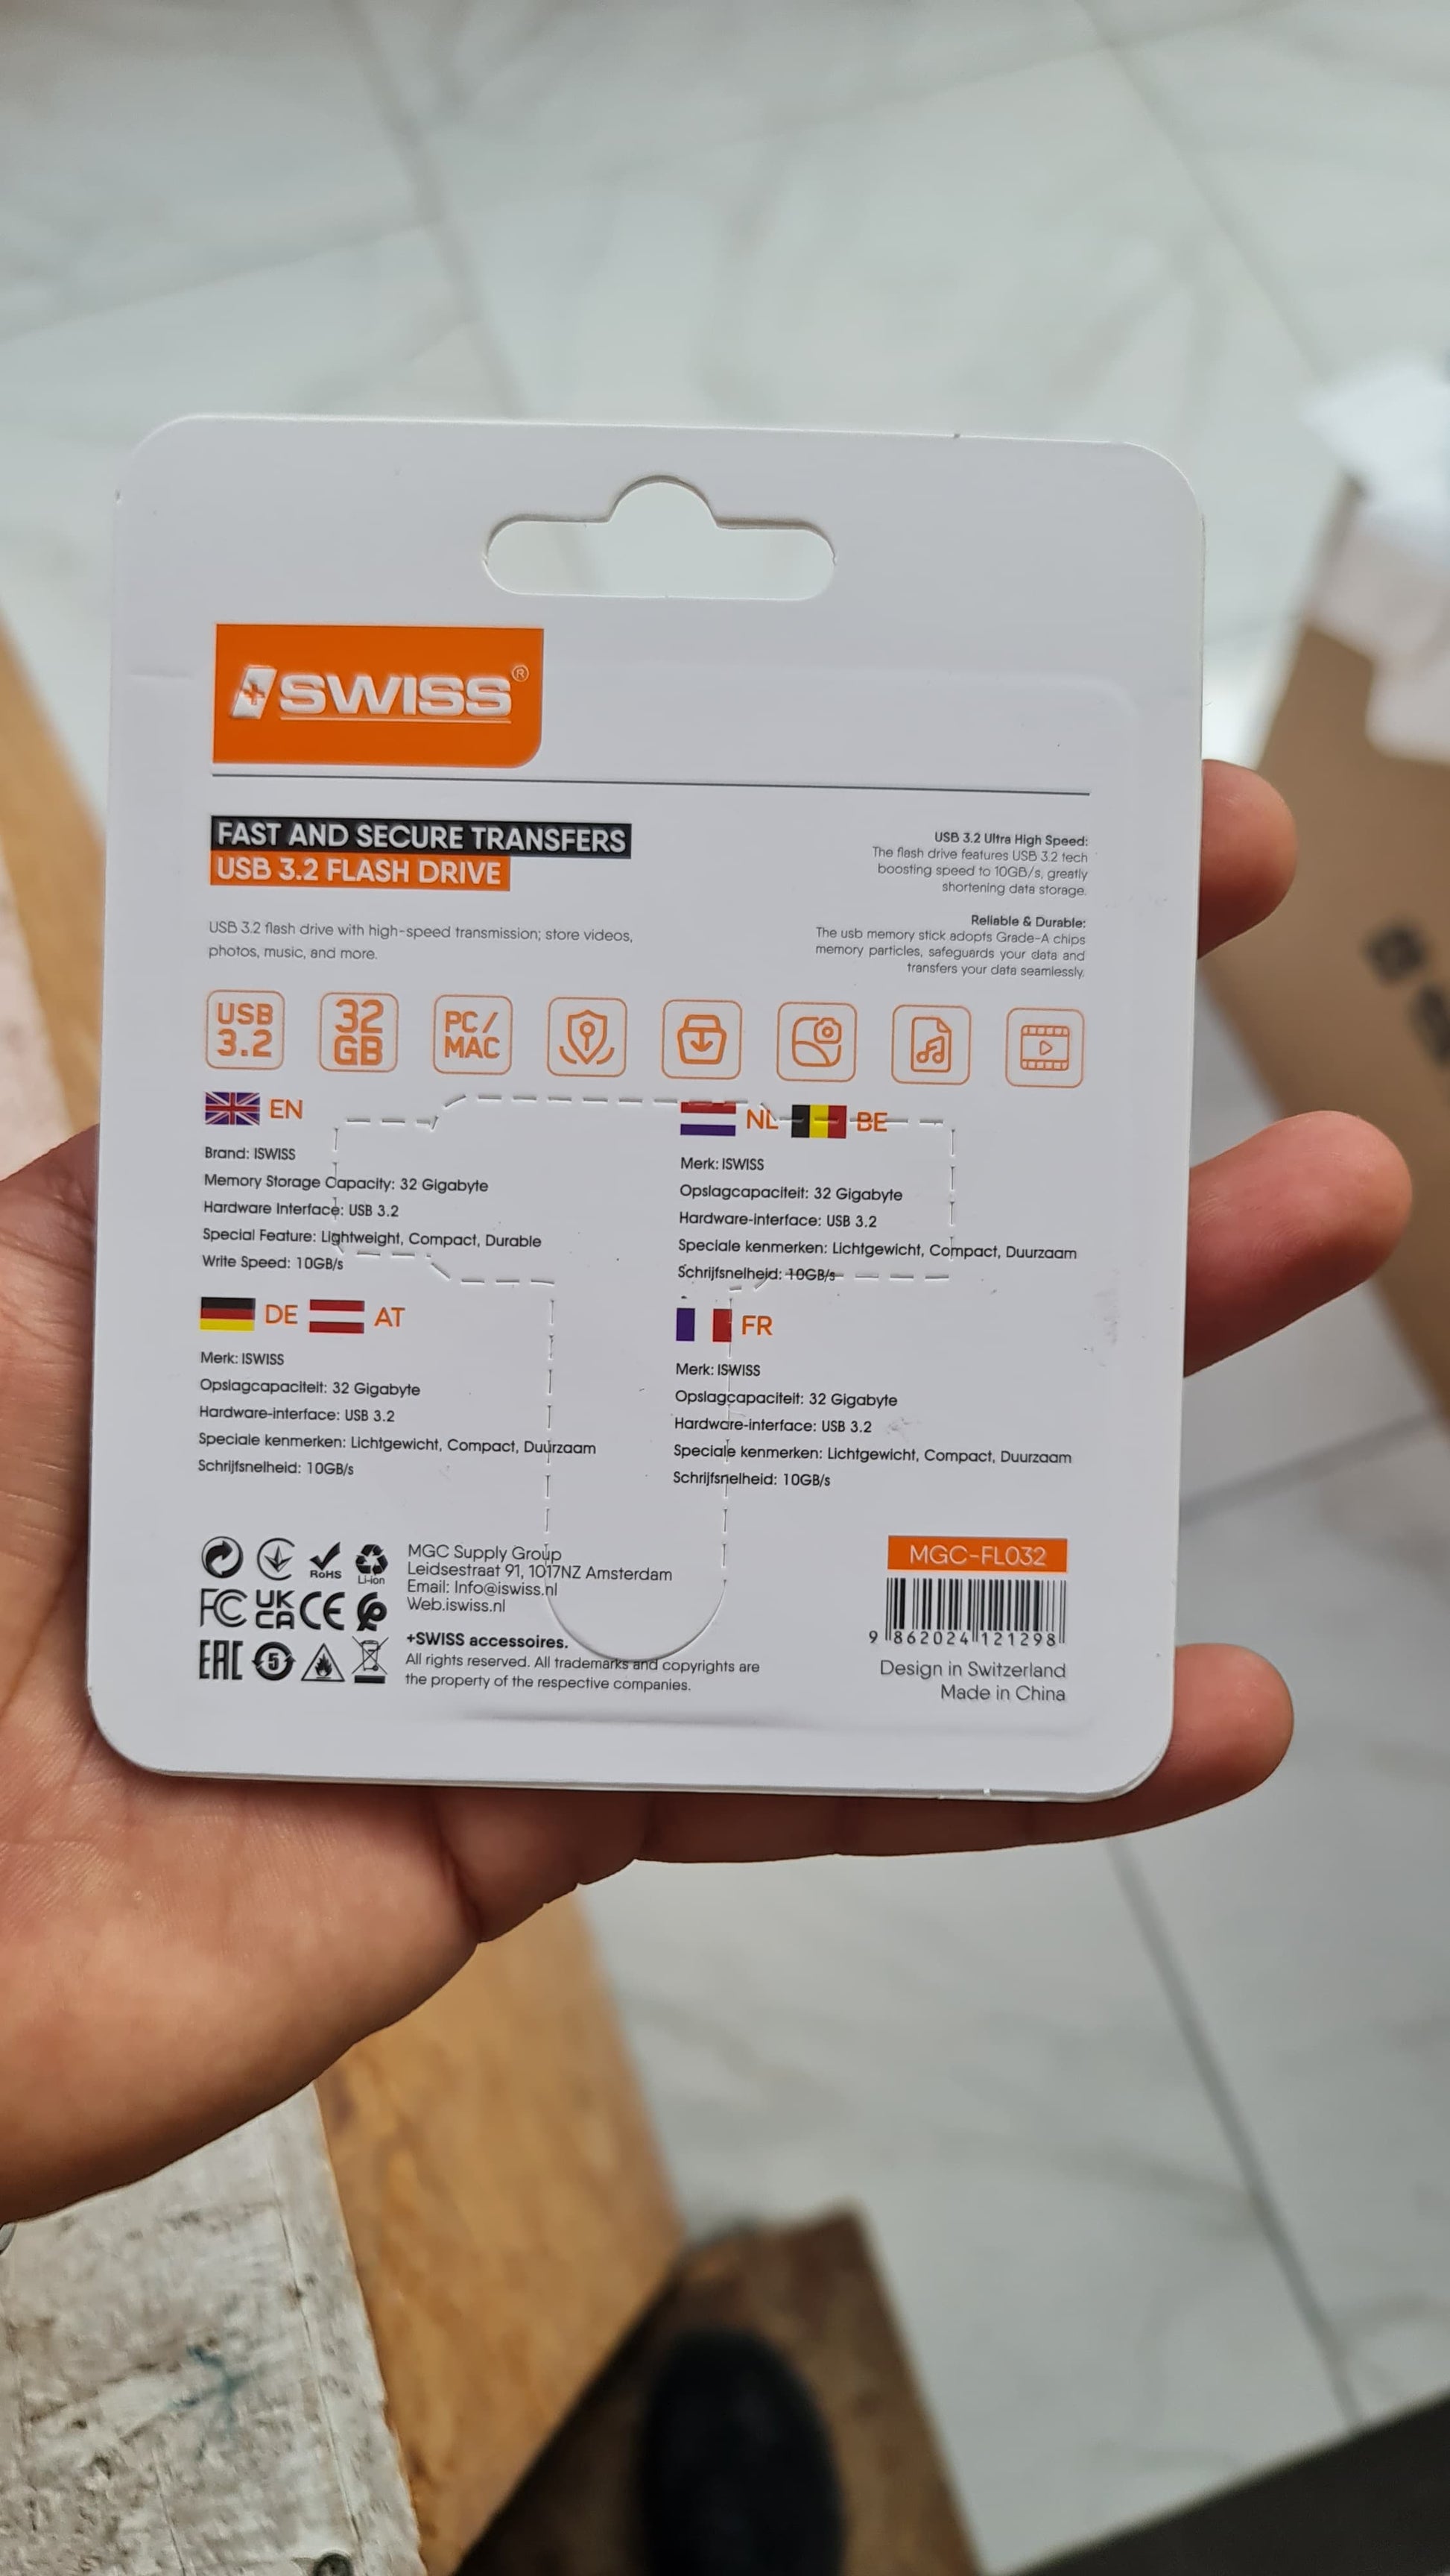 +SWISS®
FAST AND SECURE TRANSFERS
USB 3.2 FLASH DRIVE
USB 3.2 flash drive with high-speed transmission; store videos,
photos, music, and more.
USB 3.2 Ultra High Speed:
The flash drive features USB 3.2 tech
boosting speed to 10GB/s, greatly
shortening data storage.
Reliable & Durable:
The usb memory stick adopts Grade-A chips
memory particles, safeguards your data and
transfers your data seamlessly.
USB 3.2
32 GB
PC/ MAC
EN
Brand: ISWISS
Memory Storage Capacity: 32 Gigabyte
Hardware Interface: USB 3.2
Special Feature: Lightweight, Compact, Durable
Write Speed: 10GB/s
NL BE
Merk: ISWISS
Opslagcapaciteit: 32 Gigabyte
Hardware-interface: USB 3.2
Speciale kenmerken: Lichtgewicht, Compact, Duurzaam
Schrijfsnelheid: 10GB/s
DE AT
Merk: ISWISS
Opslagcapaciteit: 32 Gigabyte
Hardware-interface: USB 3.2
Speciale kenmerken: Lichtgewicht, Compact, Duurzaam
Schrijfsnelheid: 10GB/s
FR
Merk: ISWISS
Opslagcapaciteit: 32 Gigabyte
Hardware-interface: USB 3.2
Speciale kenmerken: Lichtgewicht, Compact, Duurzaam
Schrijfsnelheid: 10GB/s
RoHS
Li-ion
FC UK CA CE
EAC 5
MGC Supply Group
Leidsestraat 91, 1017NZ Amsterdam
Email: Info@iswiss.nl
Web.iswiss.nl
+SWISS accessoires.
All rights reserved. All trademarks and copyrights are
the property of the respective companies.
MGC-FL032
9 862024 121298
Design in Switzerland
Made in China